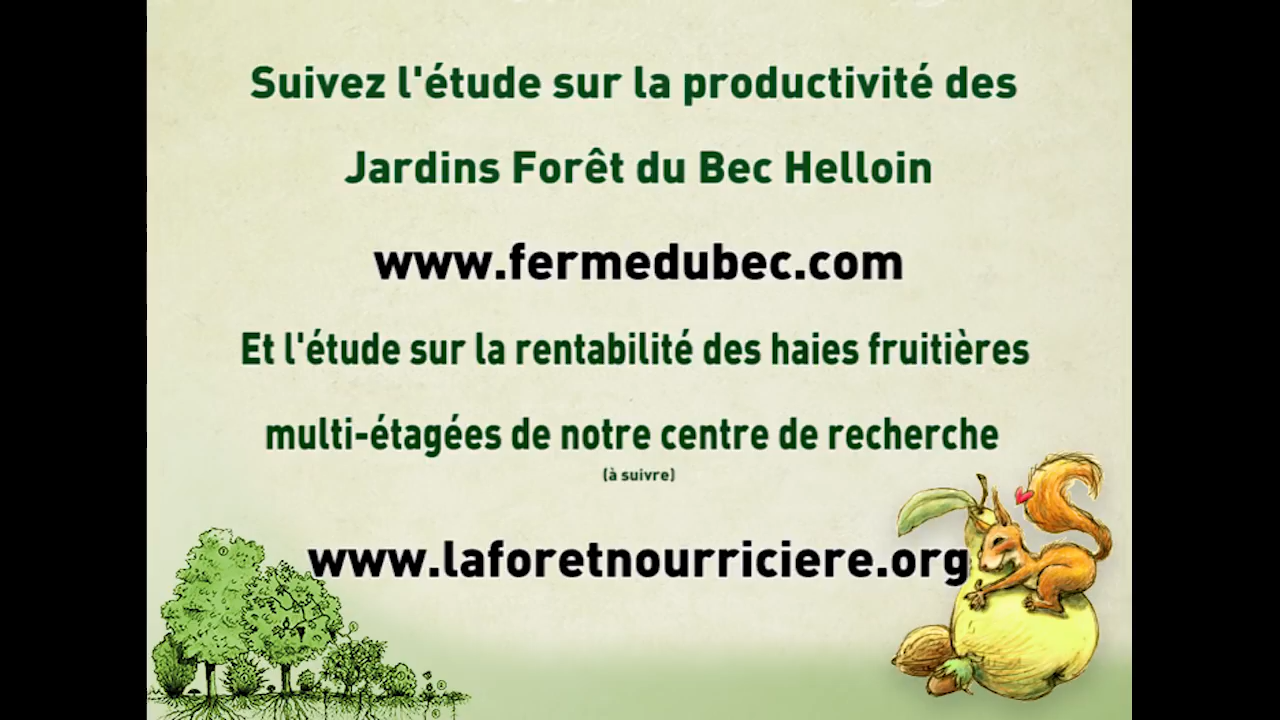 Suivez l'étude sur la productivité des
Jardins Forêt du Bec Helloin
www.fermedubec.com
Et l'étude sur la rentabilité des haies fruitières
multi-étagées de notre centre de recherche
(à suivre)
www.laforetnourriciere.org